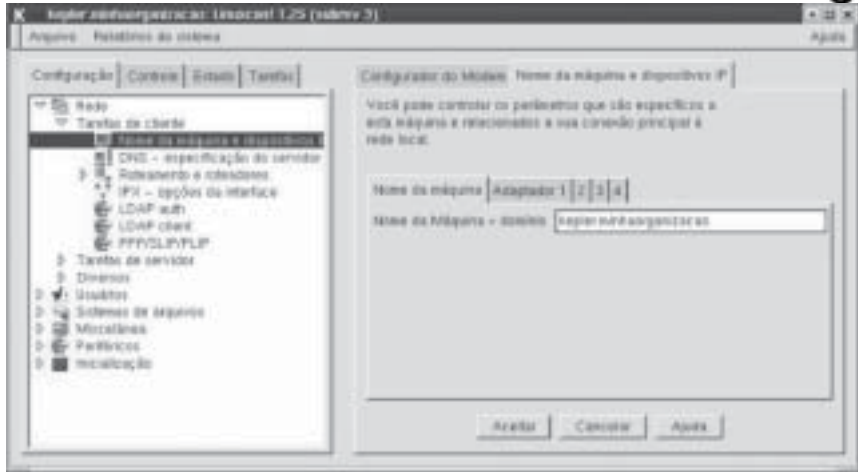 kepler.minhaorganizacao: Linuxconf 1.25 (subrev 3)
Arquivo Relatórios do sistema Ajuda
Configuração Controle Estado Tarefas
Configurador do Modem Nome da máquina e dispositivos IP
Rede
Tarefas de cliente
Nome da máquina e dispositivos I
DNS - especificação do servidor
Roteamento e roteadores
IPX - opções da interface
LDAP auth
LDAP client
PPP/SLIP/PLIP
Tarefas de servidor
Diversos
Usuários
Sistemas de arquivos
Miscelânea
Periféricos
inicialização
Você pode controlar os parâmetros que são específicos a
esta máquina e relacionados a sua conexão principal à
rede local.
Nome da máquina Adaptador 1 2 3 4
Nome da Máquina + domínio kepler.minhaorganizacao
Aceitar Cancelar Ajuda